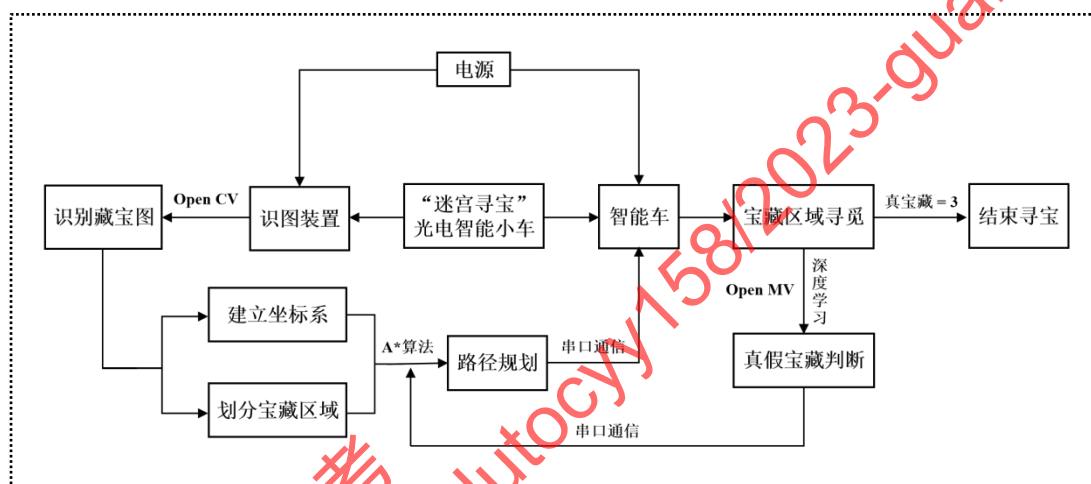 电源
识别藏宝图
Open CV
识图装置
“迷宫寻宝”
光电智能小车
智能车
宝藏区域寻觅
真宝藏 = 3
结束寻宝
Open MV
深度学习
建立坐标系
A*算法
路径规划
串口通信
真假宝藏判断
划分宝藏区域
串口通信
考
lutocyy158/2023-gua